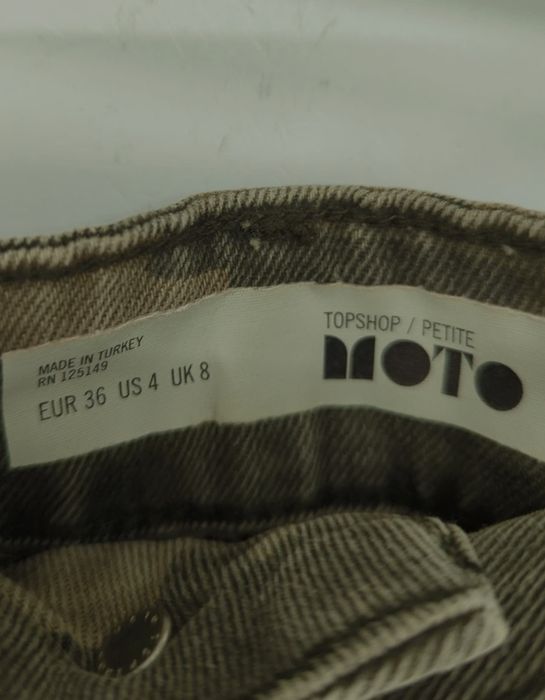 MADE IN TURKEY
RN 125149
EUR 36 US 4 UK 8
TOPSHOP / PETITE
MOTO